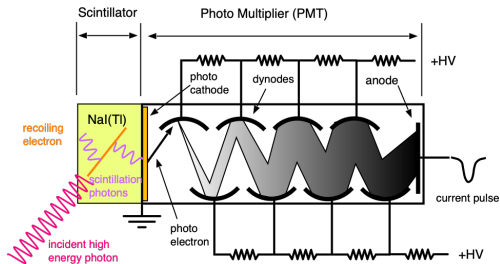 Scintillator
Photo Multiplier (PMT)
+HV
photo
cathode
dynodes
anode
NaI(Tl)
recoiling
electron
scintillation
photons
current pulse
photo
electron
incident high
energy photon
+HV